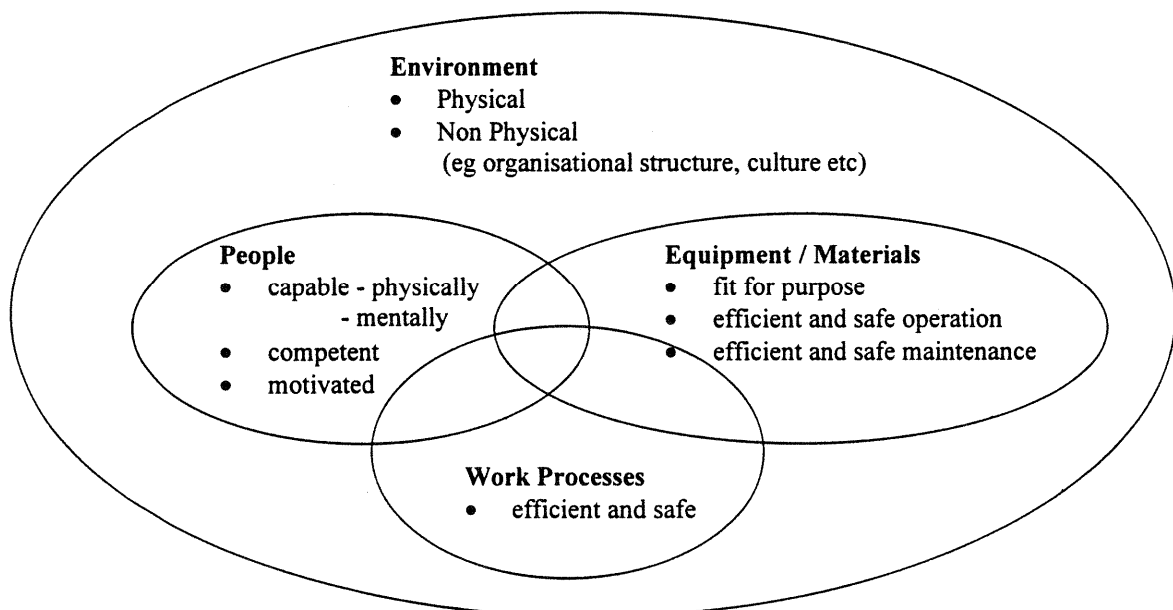 Environment
• Physical
• Non Physical
(eg organisational structure, culture etc)
People
• capable - physically
- mentally
• competent
• motivated
Equipment / Materials
• fit for purpose
• efficient and safe operation
• efficient and safe maintenance
Work Processes
• efficient and safe